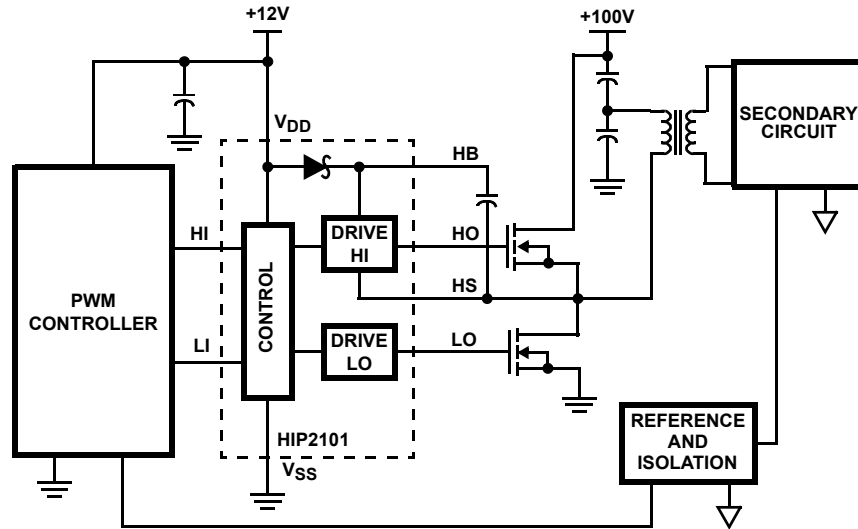 +12V
+100V
SECONDARY
CIRCUIT
VDD
HB
DRIVE
HI
HO
HI
HS
CONTROL
PWM
CONTROLLER
LI
DRIVE
LO
LO
HIP2101
VSS
REFERENCE
AND
ISOLATION